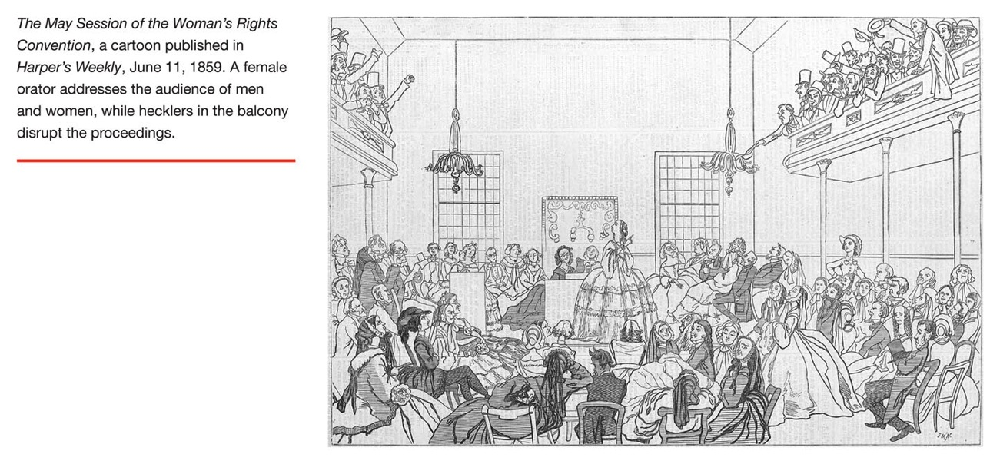 The May Session of the Woman’s Rights
Convention, a cartoon published in
Harper’s Weekly, June 11, 1859. A female
orator addresses the audience of men
and women, while hecklers in the balcony
disrupt the proceedings.
J.M.N.